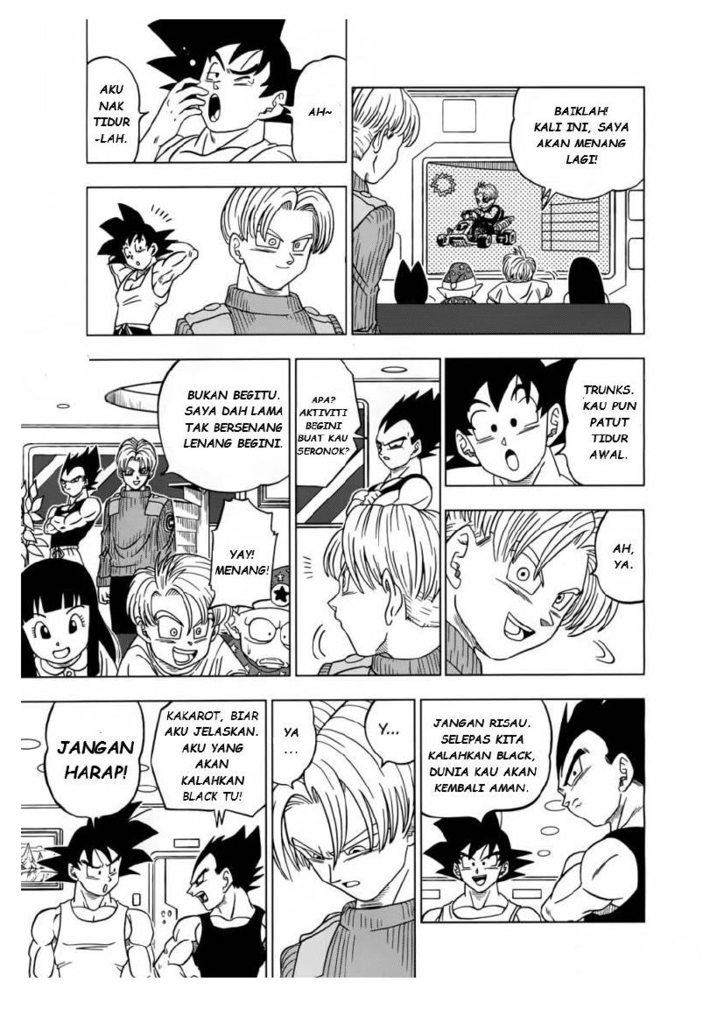 BAIKLAH!
KALI INI, SAYA
AKAN MENANG
LAGI!
AH~
AKU
NAK
TIDUR
-LAH.
TRUNKS.
KAU PUN
PATUT
TIDUR
AWAL.
AH,
YA.
APA?
AKTIVITI
BEGINI
BUAT KAU
SERONOK?
BUKAN BEGITU.
SAYA DAH LAMA
TAK BERSENANG
LENANG BEGINI.
YAY!
MENANG!
JANGAN RISAU.
SELEPAS KITA
KALAHKAN BLACK,
DUNIA KAU AKAN
KEMBALI AMAN.
Y...
YA
...
KAKAROT, BIAR
AKU JELASKAN.
AKU YANG
AKAN
KALAHKAN
BLACK TU!
JANGAN
HARAP!